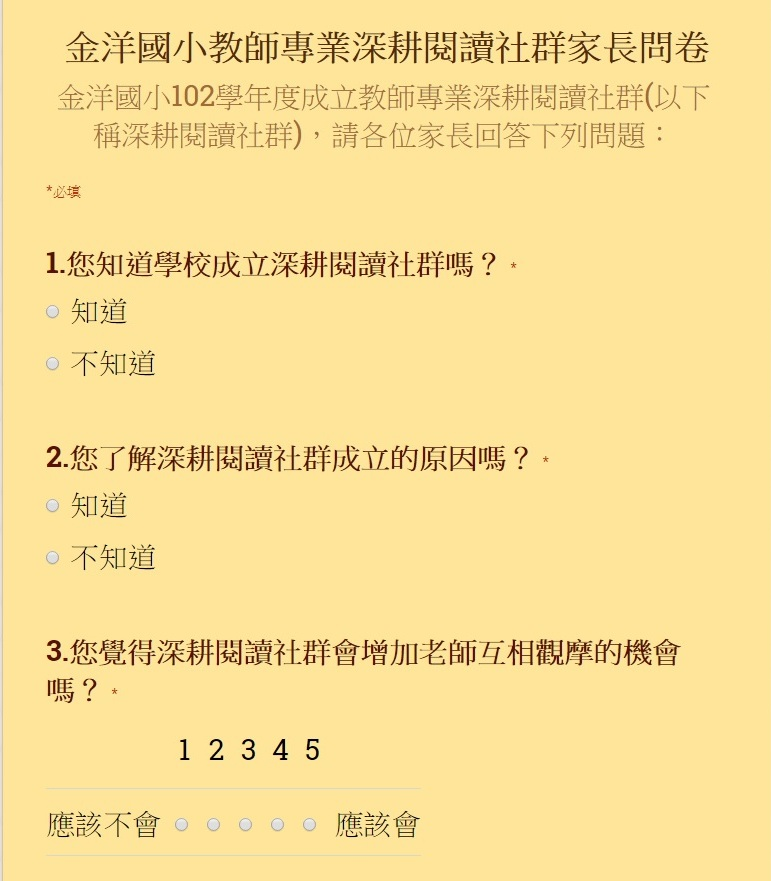 金洋國小教師專業深耕閱讀社群家長問卷
金洋國小102學年度成立教師專業深耕閱讀社群(以下
稱深耕閱讀社群)，請各位家長回答下列問題：
*必填
1.您知道學校成立深耕閱讀社群嗎？ *
知道
不知道
2.您了解深耕閱讀社群成立的原因嗎？ *
知道
不知道
3.您覺得深耕閱讀社群會增加老師互相觀摩的機會
嗎？ *
1 2 3 4 5
應該不會 應該會